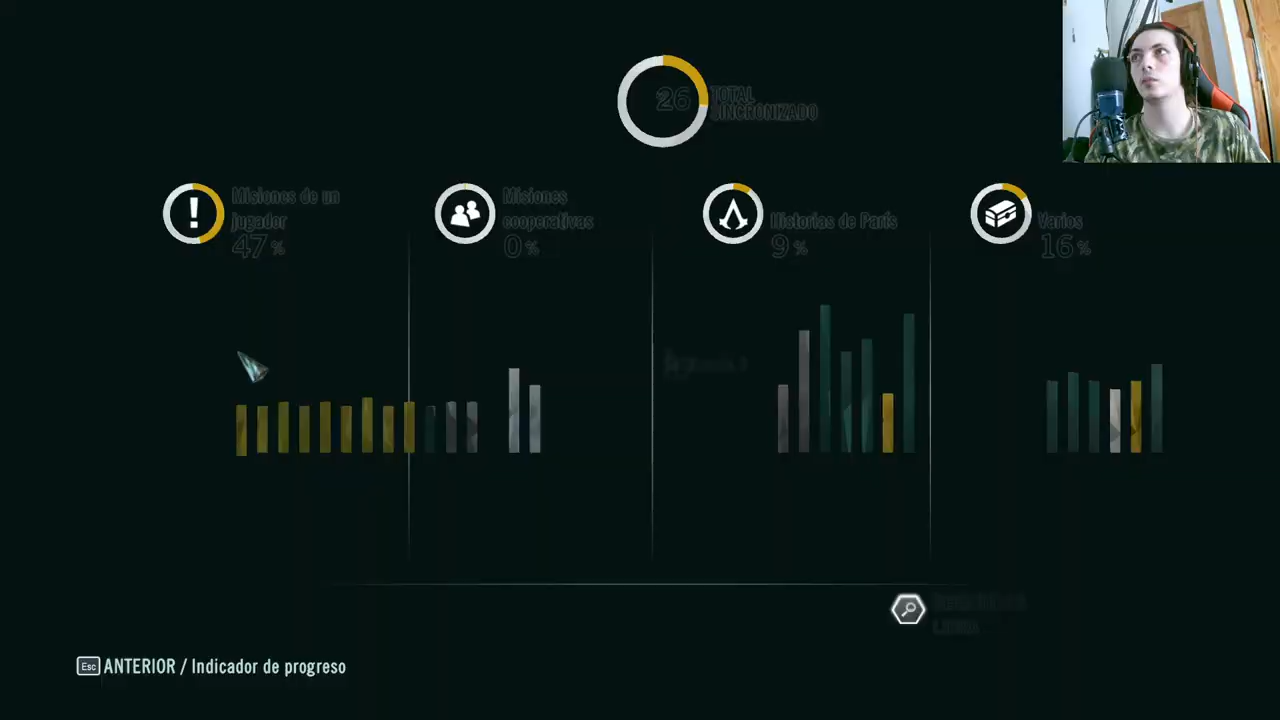 26
TOTAL
SINCRONIZADO
Misiones de un
jugador
47 %
Misiones
cooperativas
0 %
Historias de París
9 %
Varios
16 %
Esc ANTERIOR / Indicador de progreso